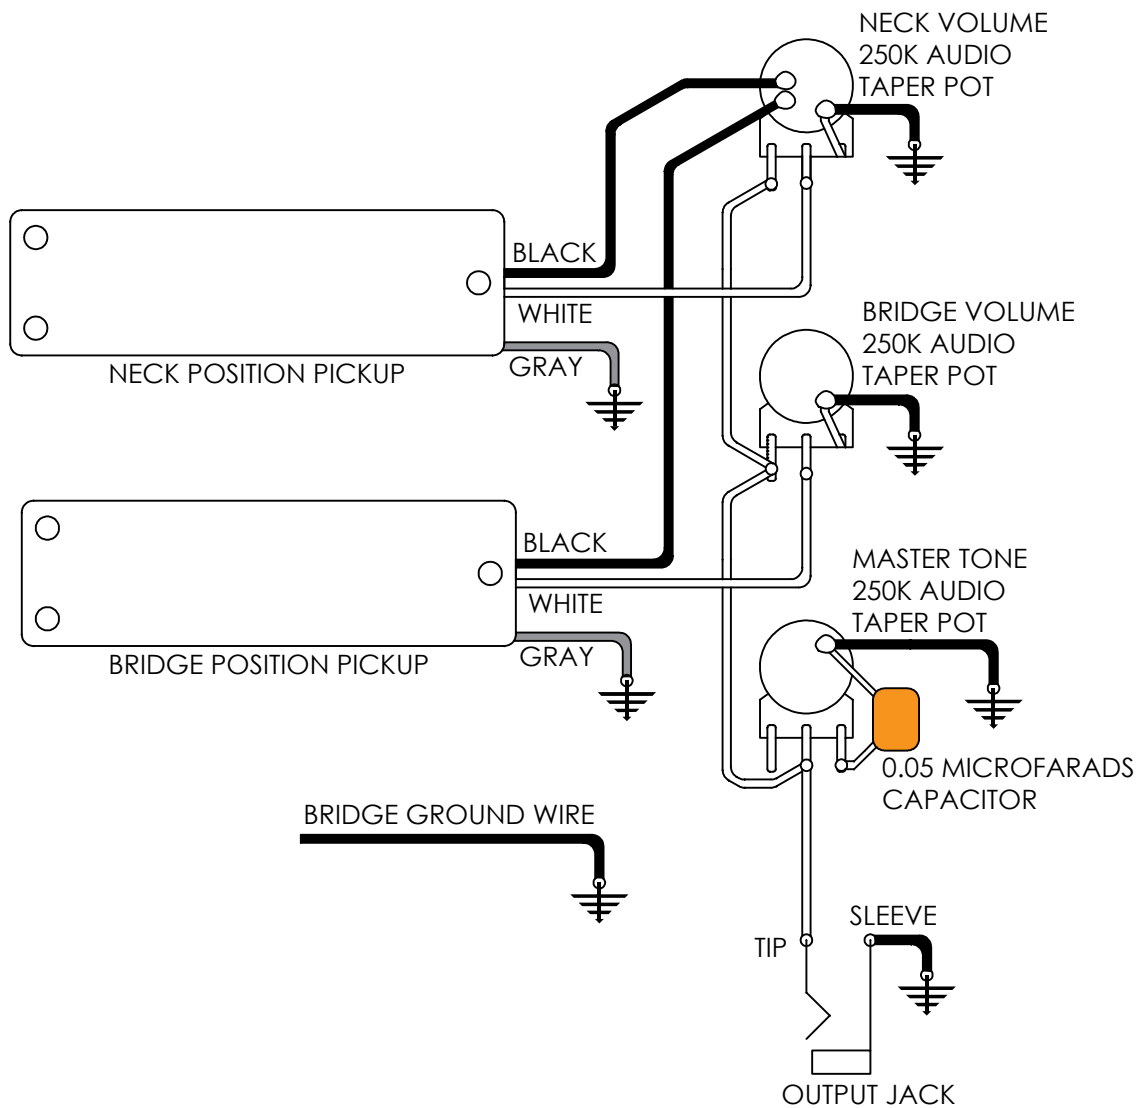 NECK VOLUME
250K AUDIO
TAPER POT
BLACK
WHITE
GRAY
NECK POSITION PICKUP
BRIDGE VOLUME
250K AUDIO
TAPER POT
BLACK
WHITE
GRAY
BRIDGE POSITION PICKUP
MASTER TONE
250K AUDIO
TAPER POT
0.05 MICROFARADS
CAPACITOR
BRIDGE GROUND WIRE
SLEEVE
TIP
OUTPUT JACK